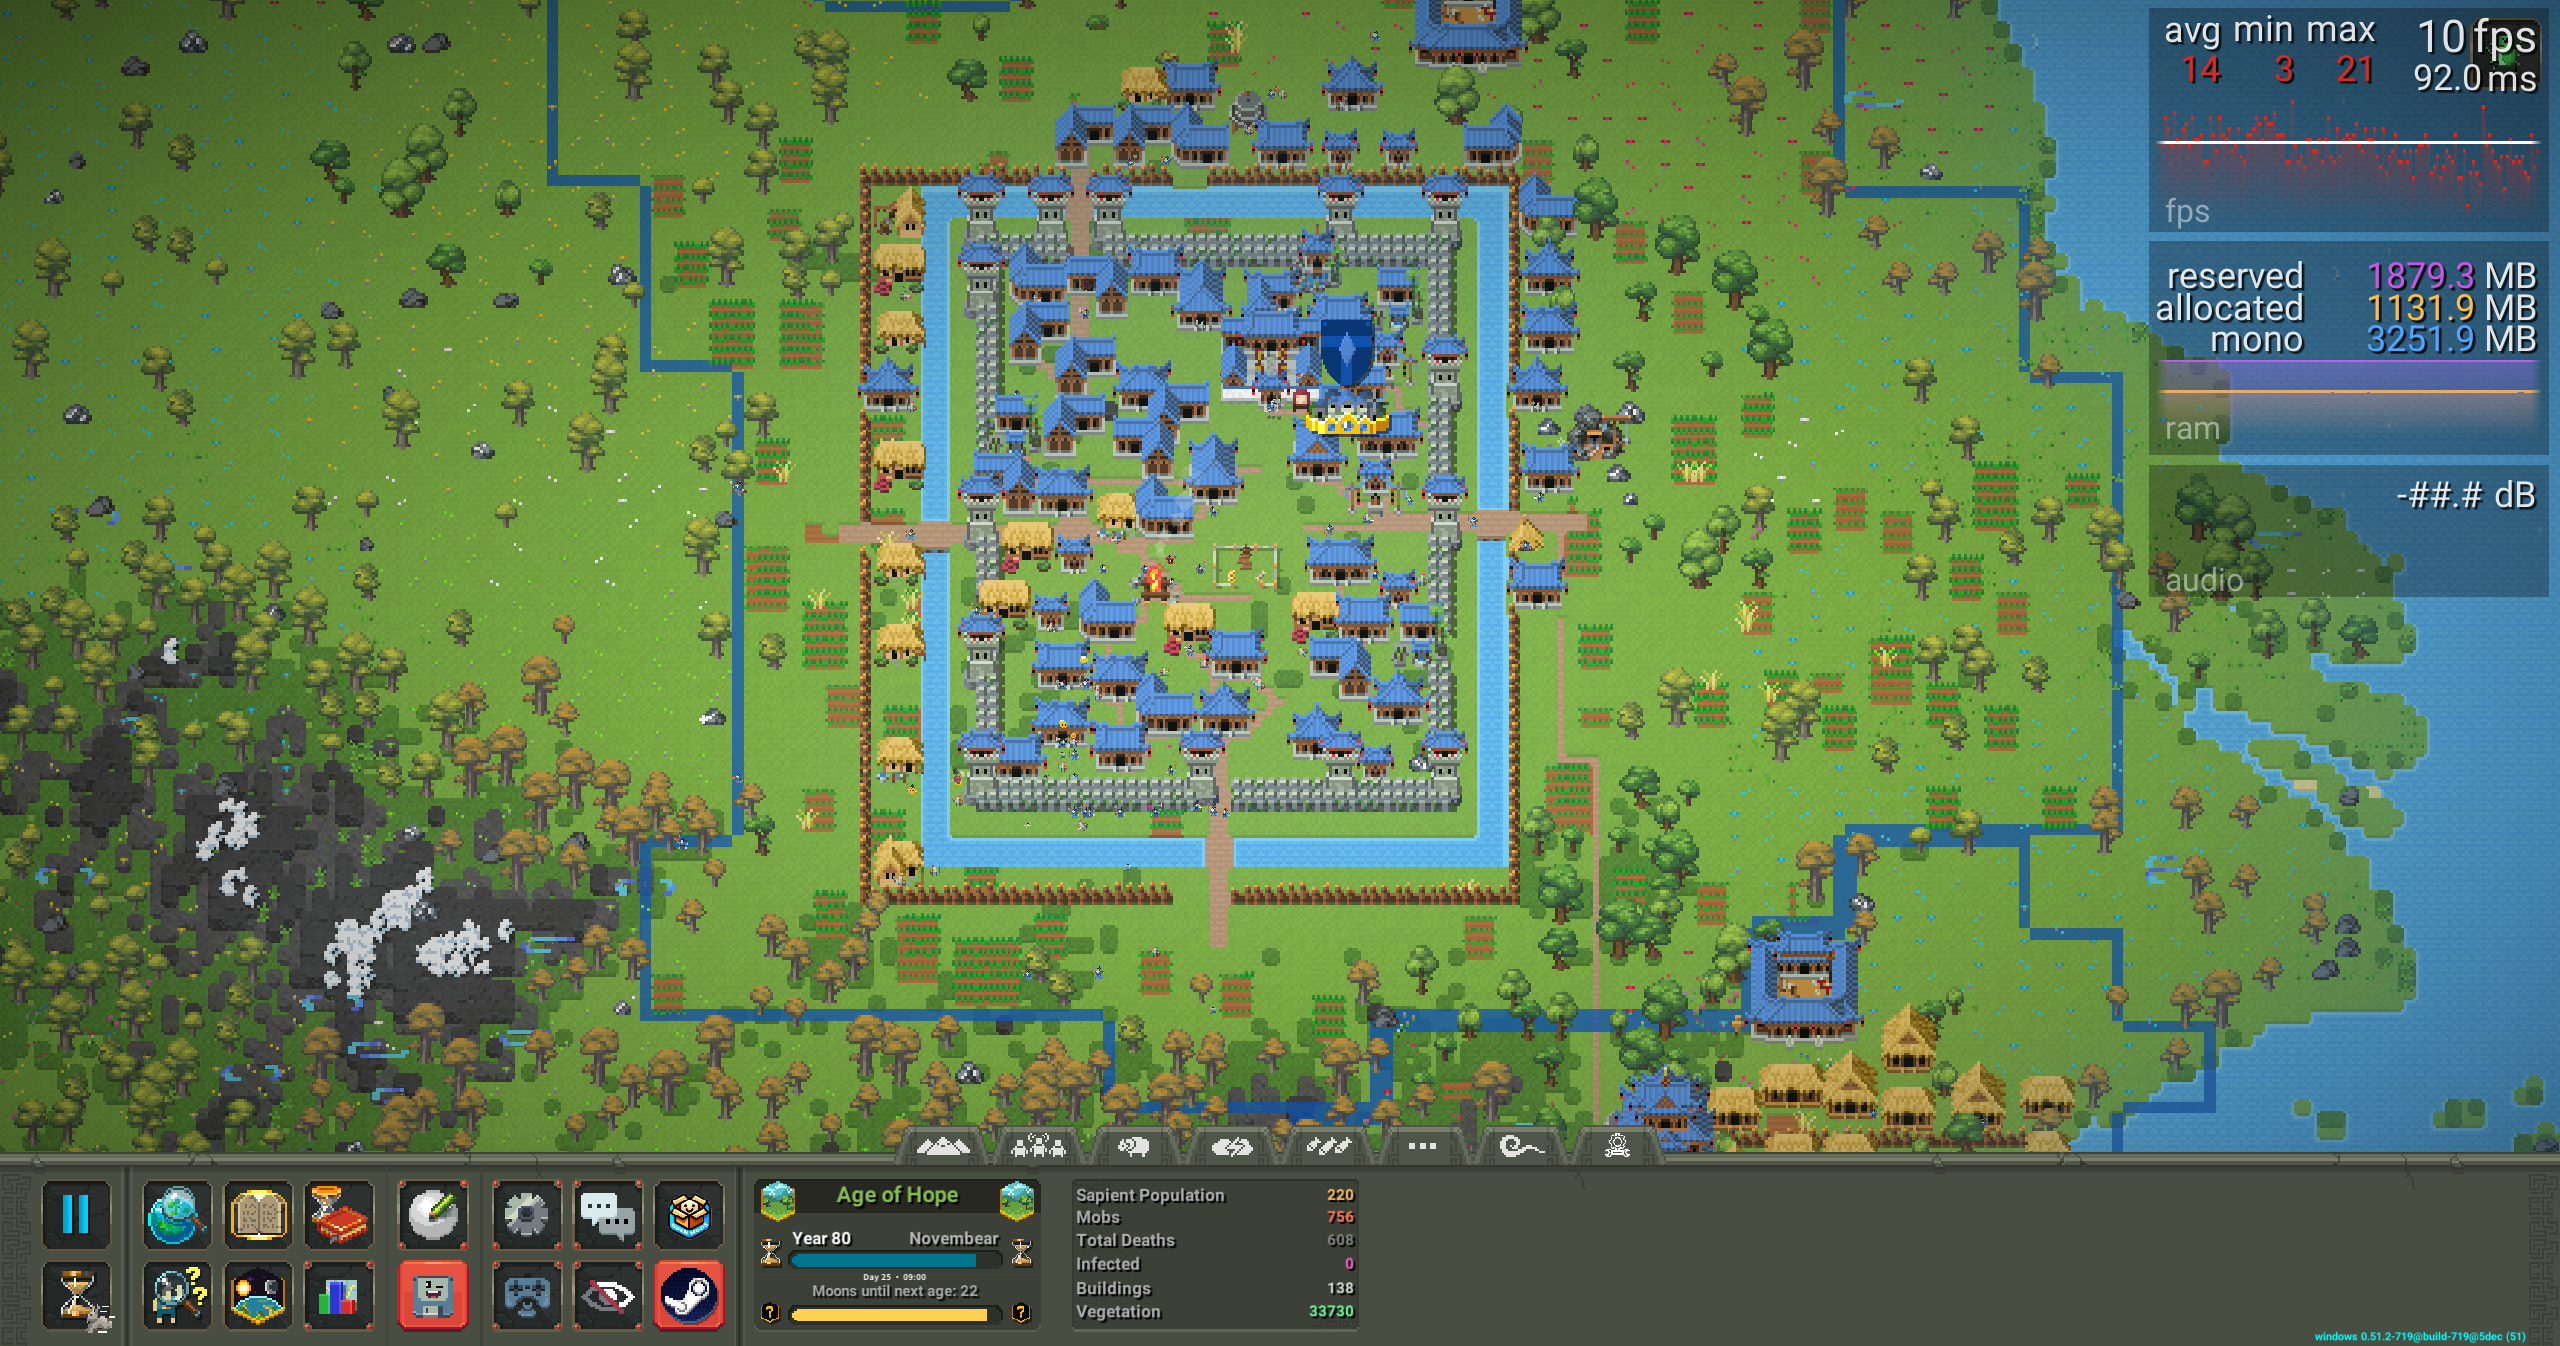 avg min max 10 fps
14 3 21 92.0 ms
fps
reserved 1879.3 MB
allocated 1131.9 MB
mono 3251.9 MB
ram
-##.# dB
audio
Age of Hope
Year 80 Novembear
Day 25 • 09:00
Moons until next age: 22
Sapient Population 220
Mobs 756
Total Deaths 608
Infected 0
Buildings 138
Vegetation 33730
windows 0.51.2-719@build-719@5dec (51)